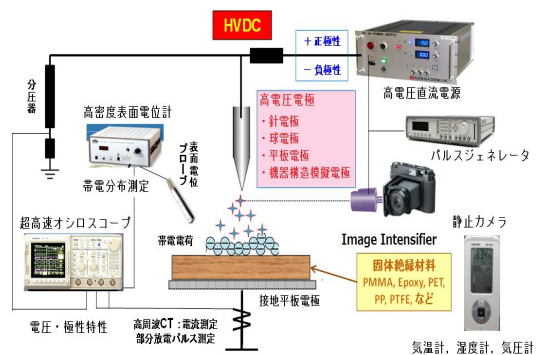 HVDC
＋正極性
－負極性
高電圧直流電源
分圧器
高密度表面電位計
表面電位
プローブ
帯電分布測定
高電圧電極
・針電極
・球電極
・平板電極
・機器構造模擬電極
パルスジェネレータ
超高速オシロスコープ
帯電電荷
Image Intensifier
静止カメラ
固体絶縁材料
PMMA, Epoxy, PET,
PP, PTFE, など
接地平板電極
電圧・極性特性
高周波CT：電流測定
部分放電パルス測定
気温計，湿度計，気圧計